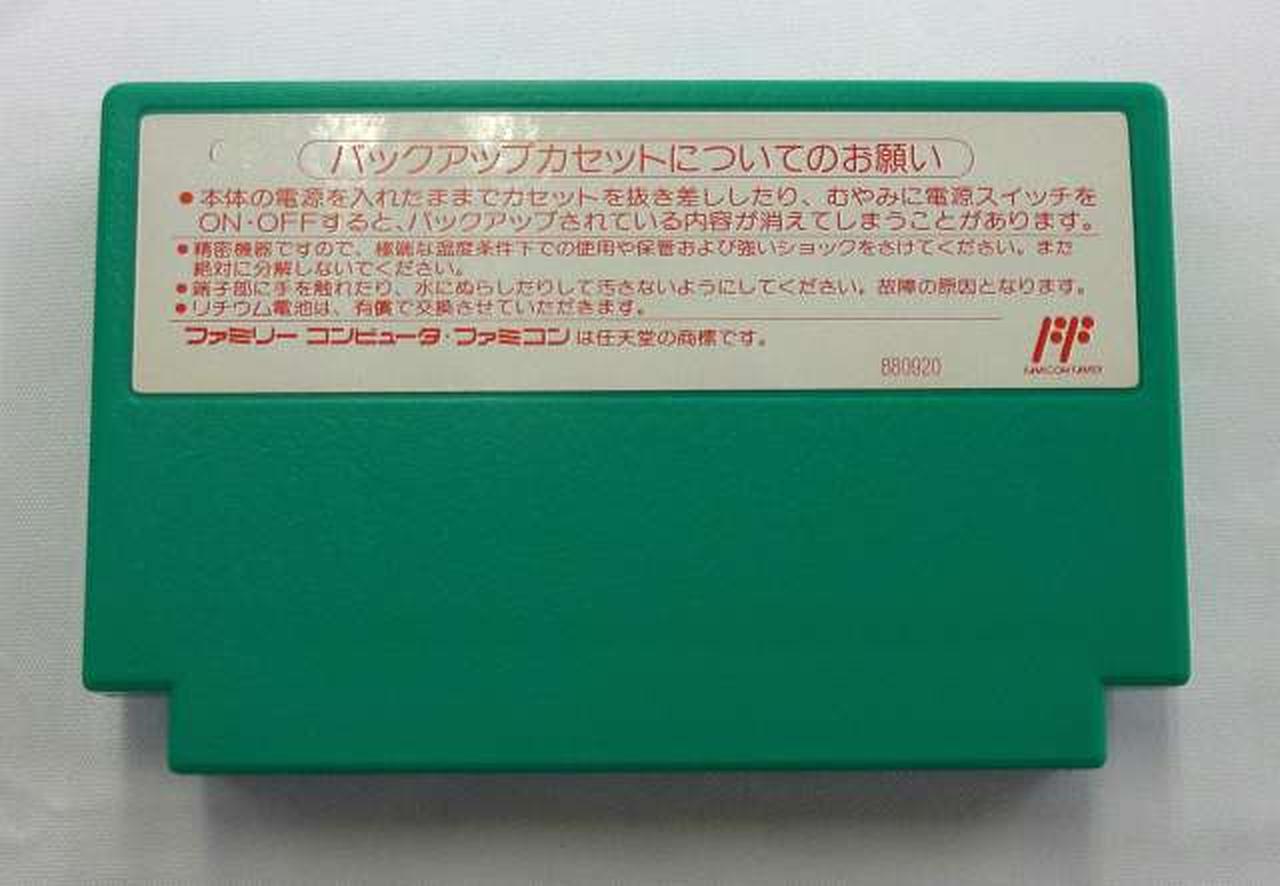 バックアップカセットについてのお願い
●本体の電源を入れたままでカセットを抜き差ししたり、むやみに電源スイッチを
ON・OFFすると、バックアップされている内容が消えてしまうことがあります。
●精密機器ですので、極端な温度条件下での使用や保管および強いショックをさけてください。また
絶対に分解しないでください。
●端子部に手を触れたり、水にぬらしたりして汚さないようにしてください。故障の原因となります。
●リチウム電池は、有償で交換させていただきます。
ファミリー コンピュータ・ファミコンは任天堂の商標です。
880920
FF
FAMICOM FAMILY